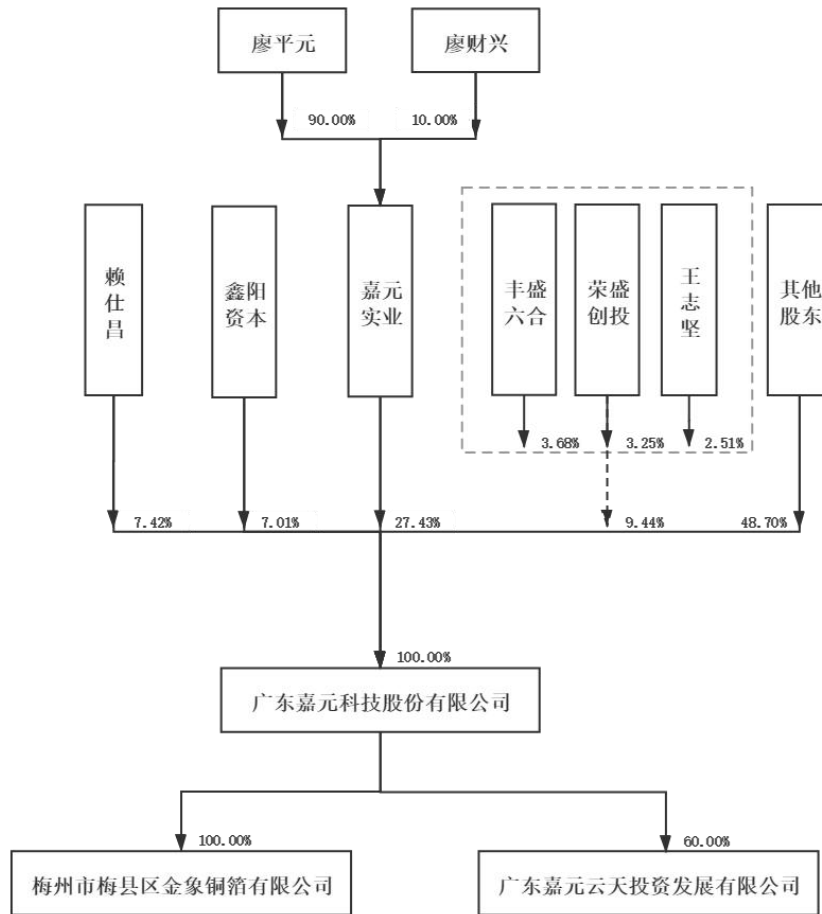 廖平元
廖财兴
90.00%
10.00%
赖
仕
昌
鑫阳
资本
嘉元
实业
丰盛
六合
荣盛
创投
王
志
坚
其他
股东
3.68%
3.25%
2.51%
7.42%
7.01%
27.43%
9.44%
48.70%
100.00%
广东嘉元科技股份有限公司
100.00%
60.00%
梅州市梅县区金象铜箔有限公司
广东嘉元云天投资发展有限公司